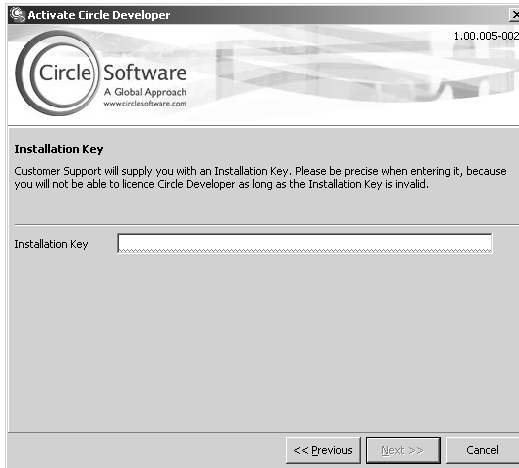 Activate Circle Developer
1.00.005-002
Circle Software
A Global Approach
www.circlesoftware.com
Installation Key
Customer Support will supply you with an Installation Key. Please be precise when entering it, because
you will not be able to licence Circle Developer as long as the Installation Key is invalid.
Installation Key
<< Previous Next >> Cancel